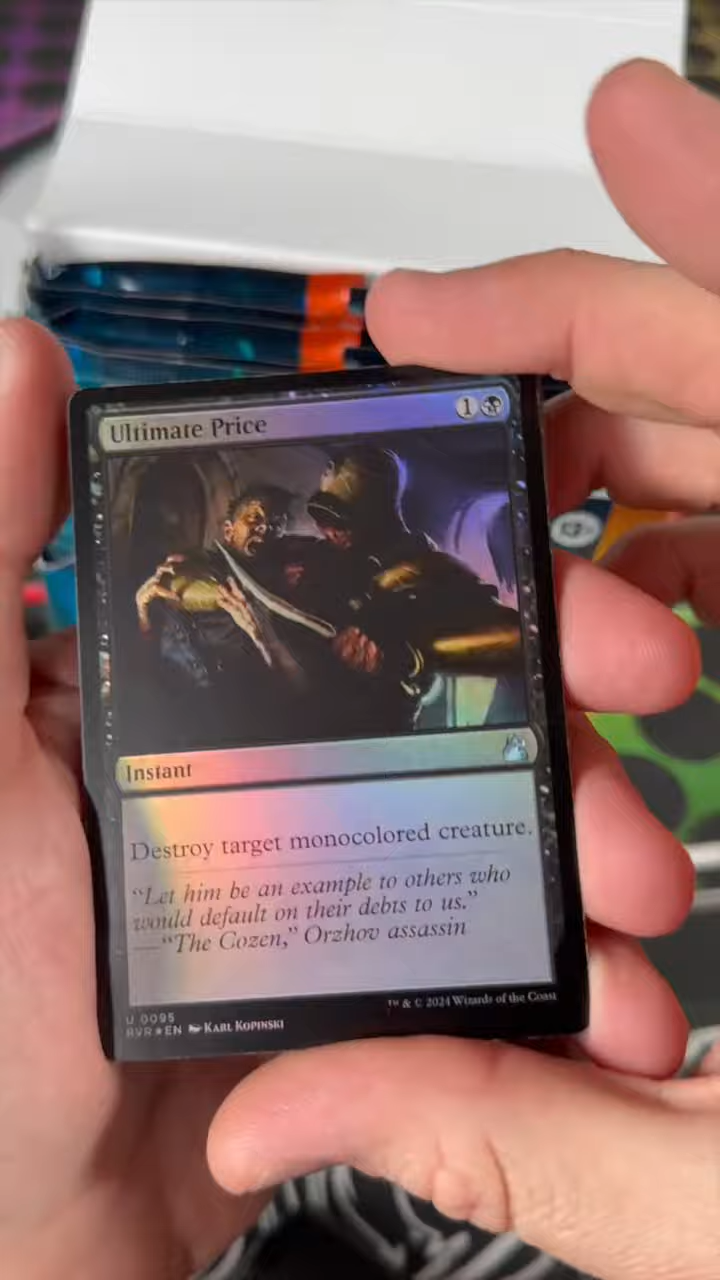 Ultimate Price 1
Instant
Destroy target monocolored creature.
“Let him be an example to others who
would default on their debts to us.”
—“The Cozen,” Orzhov assassin
U 0095
RVR★EN Karl Kopinski
™ & © 2024 Wizards of the Coast